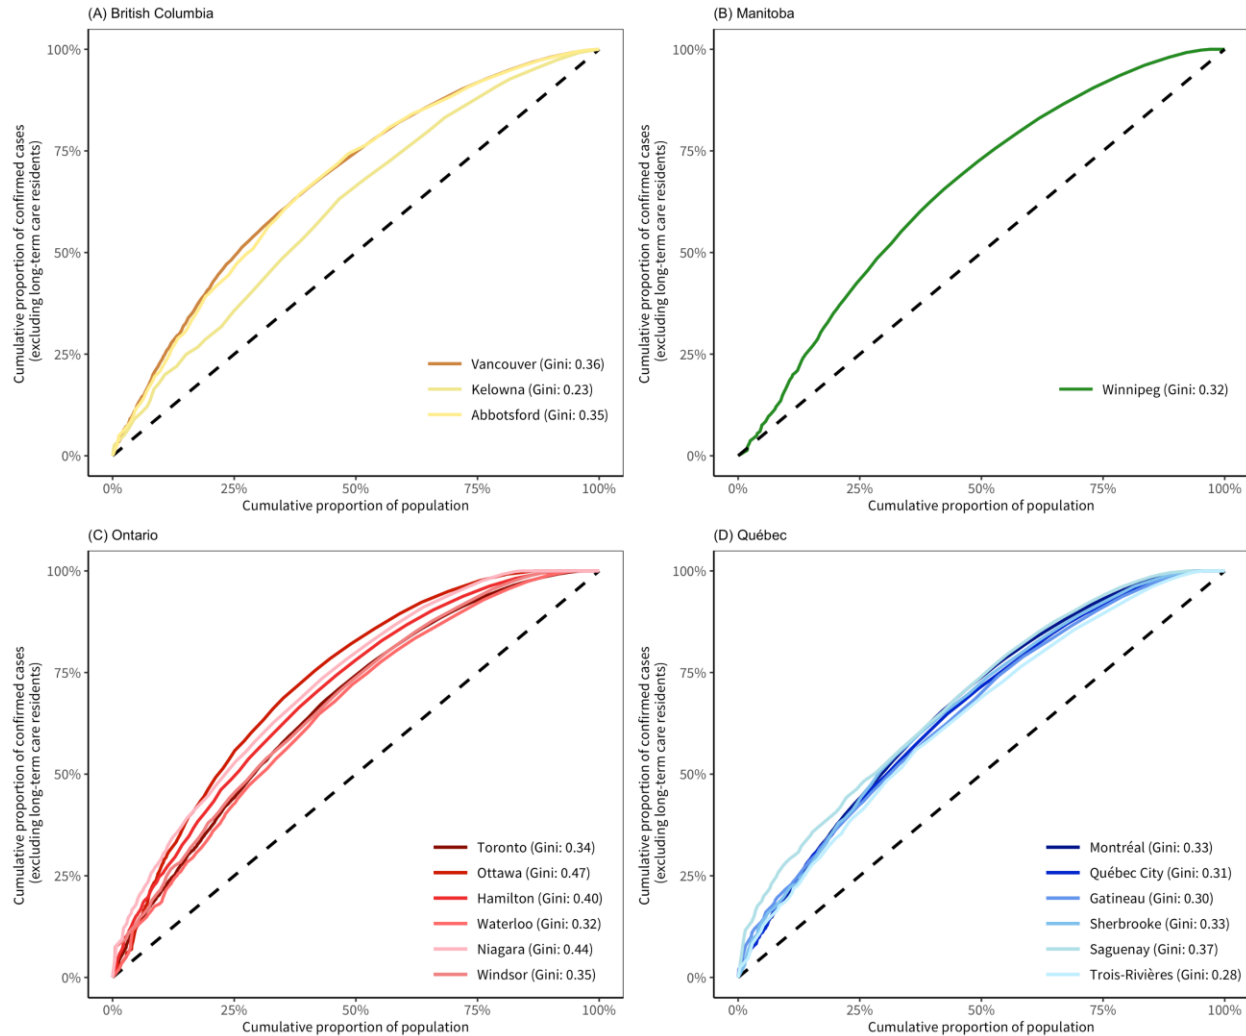 (A) British Columbia
Cumulative proportion of confirmed cases
(excluding long-term care residents)
100%
75%
50%
25%
0%
Vancouver (Gini: 0.36)
Kelowna (Gini: 0.23)
Abbotsford (Gini: 0.35)
0%
25%
50%
75%
100%
Cumulative proportion of population
(B) Manitoba
Cumulative proportion of confirmed cases
(excluding long-term care residents)
100%
75%
50%
25%
0%
Winnipeg (Gini: 0.32)
0%
25%
50%
75%
100%
Cumulative proportion of population
(C) Ontario
Cumulative proportion of confirmed cases
(excluding long-term care residents)
100%
75%
50%
25%
0%
Toronto (Gini: 0.34)
Ottawa (Gini: 0.47)
Hamilton (Gini: 0.40)
Waterloo (Gini: 0.32)
Niagara (Gini: 0.44)
Windsor (Gini: 0.35)
0%
25%
50%
75%
100%
Cumulative proportion of population
(D) Québec
Cumulative proportion of confirmed cases
(excluding long-term care residents)
100%
75%
50%
25%
0%
Montréal (Gini: 0.33)
Québec City (Gini: 0.31)
Gatineau (Gini: 0.30)
Sherbrooke (Gini: 0.33)
Saguenay (Gini: 0.37)
Trois-Rivières (Gini: 0.28)
0%
25%
50%
75%
100%
Cumulative proportion of population